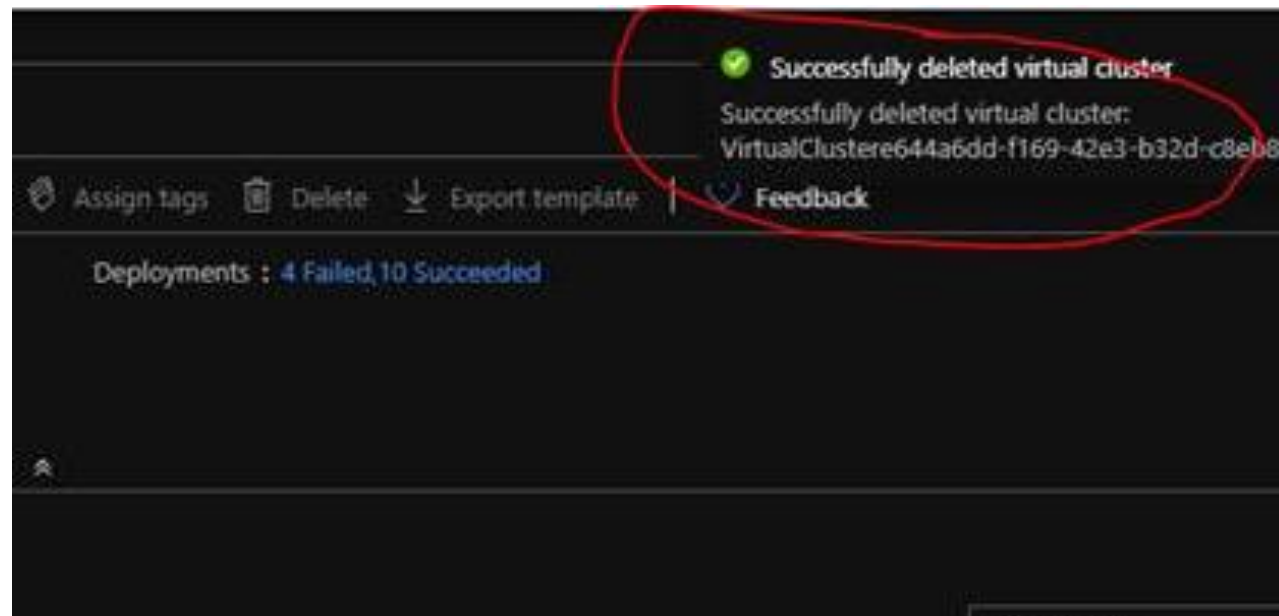 Successfully deleted virtual cluster
Successfully deleted virtual cluster:
VirtualClustere644a6dd-f169-42e3-b32d-c8eb8
Assign tags Delete Export template Feedback
Deployments : 4 Failed,10 Succeeded